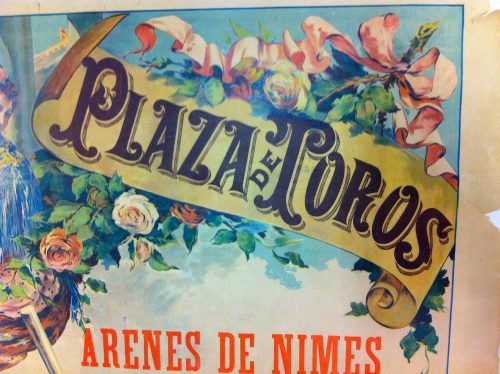 PLAZA DE TOROS
ARENES DE NIMES